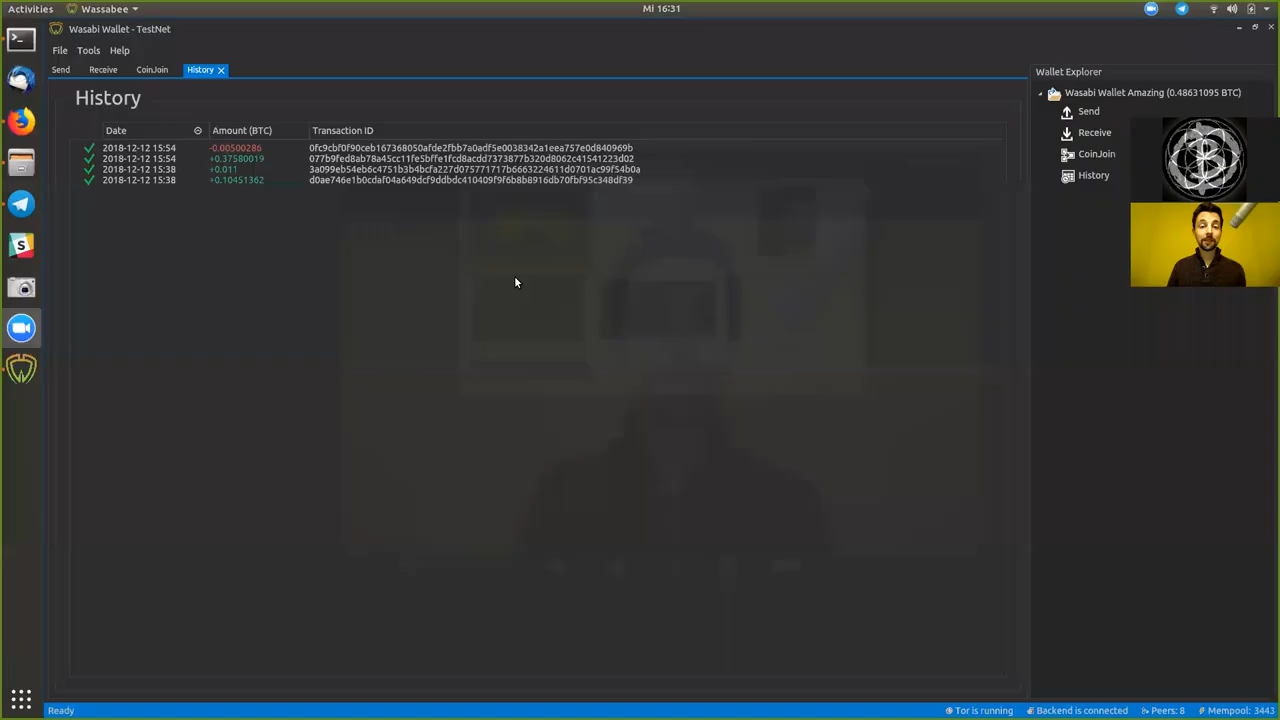 Activities Wassabee Mi 16:31
Wasabi Wallet - TestNet
File Tools Help
Send Receive CoinJoin History
Wallet Explorer
Wasabi Wallet Amazing (0.48631095 BTC)
Send
Receive
CoinJoin
History
History
Date Amount (BTC) Transaction ID
2018-12-12 15:54 -0.00500286 0fc9cbf0f90ceb167368050afde2fbb7a0adf5e0038342a1eea757e0d840969b
2018-12-12 15:54 +0.37580019 077b9fed8ab78a45cc11fe5bffe1fcd8acdd7373877b320d8062c41541223d02
2018-12-12 15:38 +0.011 3a099eb54eb6c4751b3b4bcfa227d075771717b6663224611d0701ac99f54b0a
2018-12-12 15:38 +0.10451362 d0ae746e1b0cdaf04a649dcf9ddbdc410409f9f6b8b8916db70fbf95c348df39
Ready Tor is running Backend is connected Peers: 8 Mempool: 3443